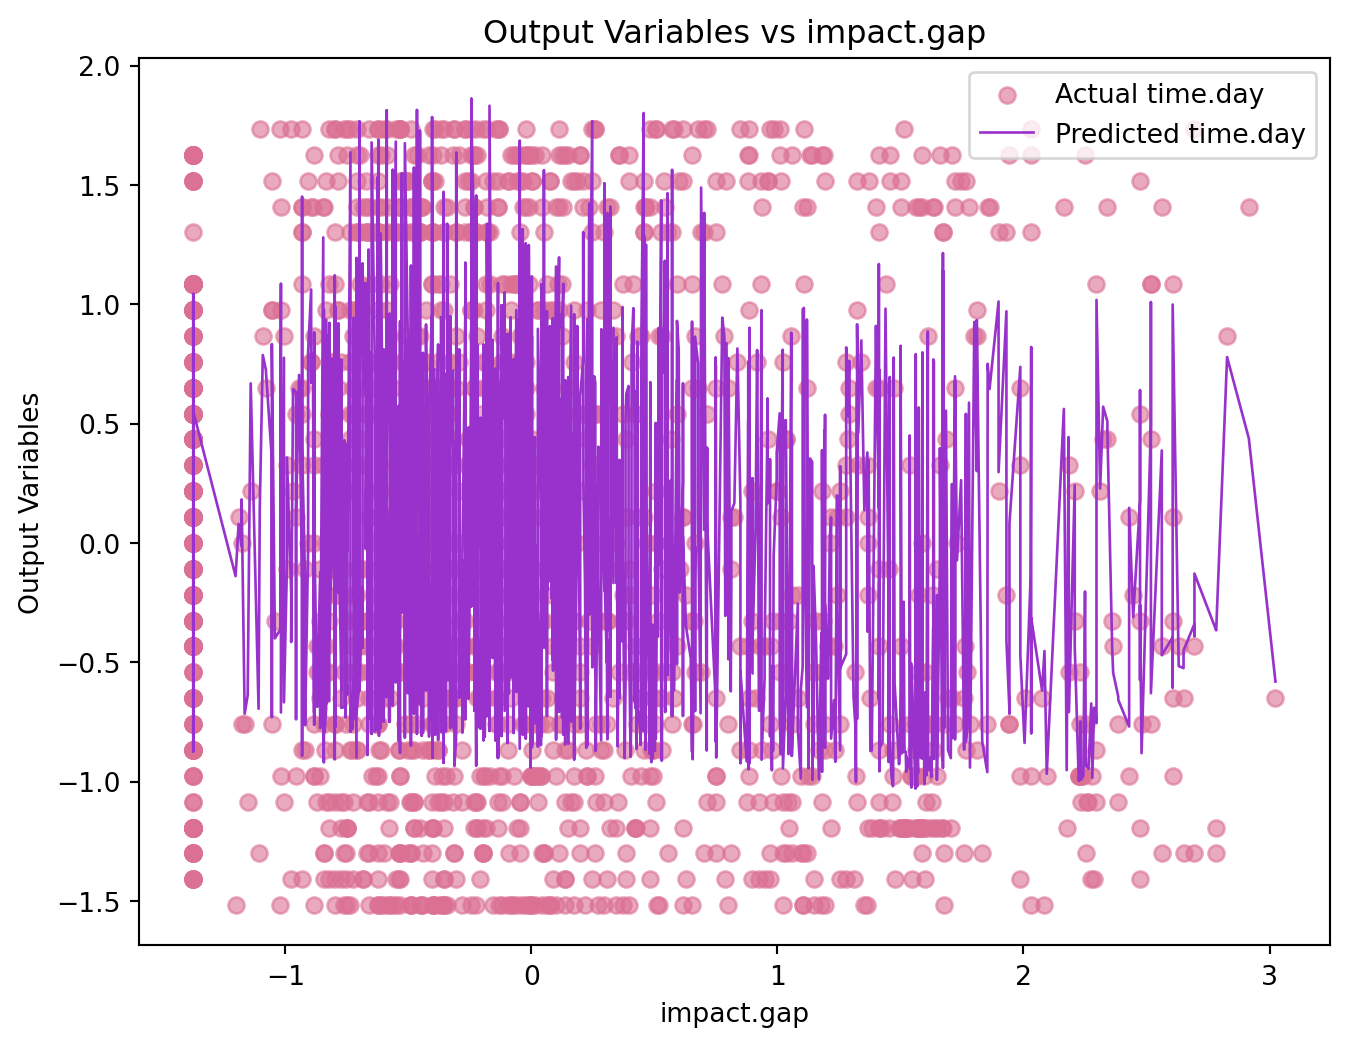 Output Variables vs impact.gap
Actual time.day
Predicted time.day
2.0
1.5
1.0
0.5
0.0
−0.5
−1.0
−1.5
Output Variables
−1
0
1
2
3
impact.gap